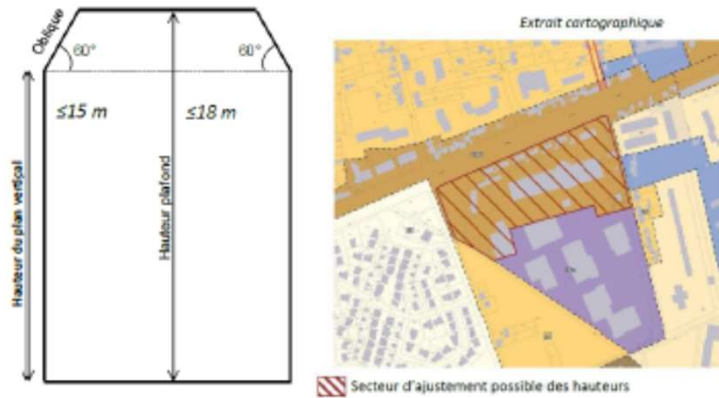 Extrait cartographique
Oblique
60°
60°
≤15 m
≤18 m
Hauteur du plan vertical
Hauteur plafond
Secteur d'ajustement possible des hauteurs